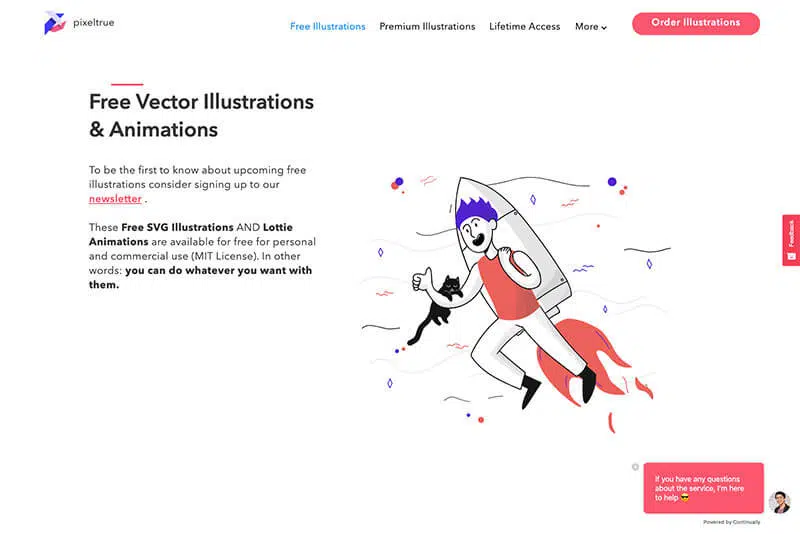 pixeltrue
Free Illustrations Premium Illustrations Lifetime Access More Order Illustrations
Free Vector Illustrations
& Animations
To be the first to know about upcoming free
illustrations consider signing up to our
newsletter .
These Free SVG Illustrations AND Lottie
Animations are available for free for personal
and commercial use (MIT License). In other
words: you can do whatever you want with
them.
Feedback
If you have any questions
about the service, I'm here
to help 😎
Powered by Continually